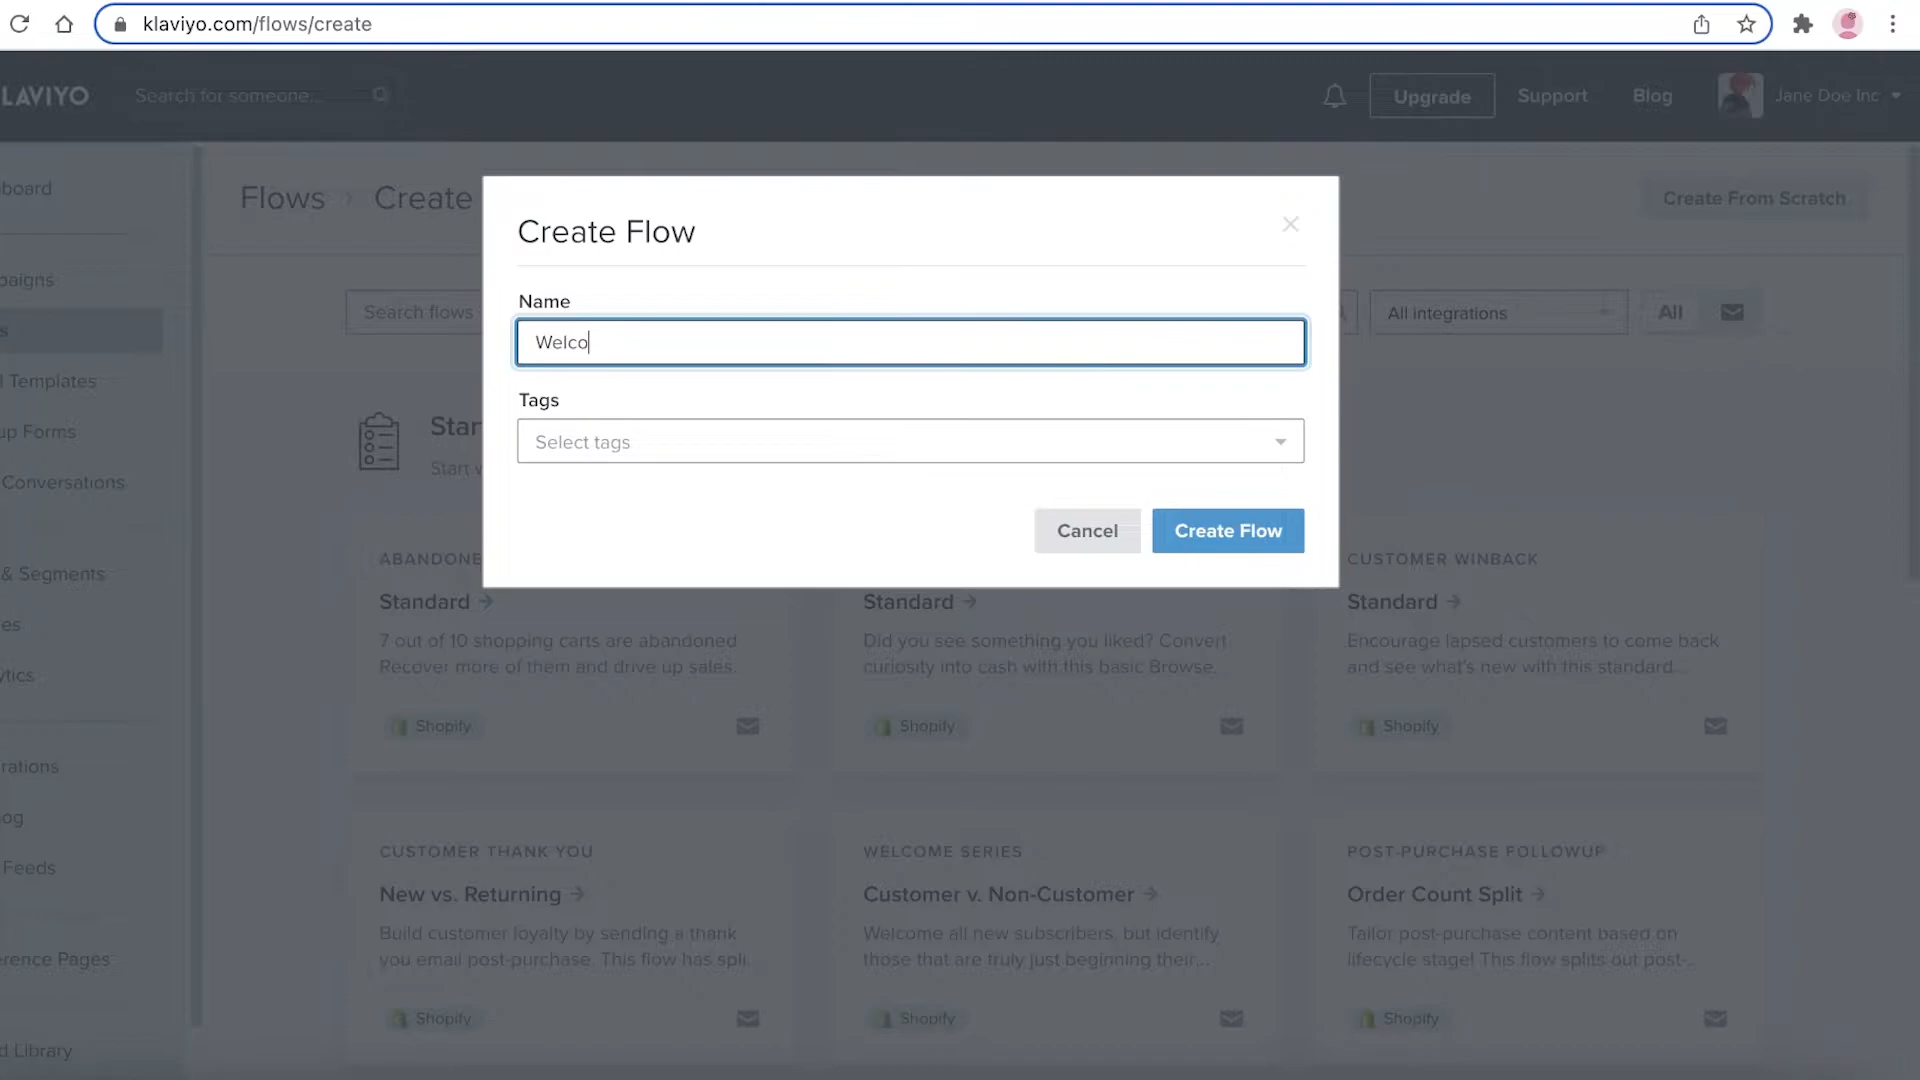 klaviyo.com/flows/create
LAVIYO
Search for someone...
Upgrade
Support
Blog
Jane Doe Inc
board
paigns
s
l Templates
up Forms
Conversations
& Segments
es
ytics
rations
og
Feeds
erence Pages
d Library
Flows › Create
Create From Scratch
Search flows
All integrations
All
Star
Start w
Create Flow
Name
Welco
Tags
Select tags
Cancel
Create Flow
ABANDONE
Standard →
7 out of 10 shopping carts are abandoned
Recover more of them and drive up sales.
Shopify
Standard →
Did you see something you liked? Convert
curiosity into cash with this basic Browse...
Shopify
CUSTOMER WINBACK
Standard →
Encourage lapsed customers to come back
and see what's new with this standard...
Shopify
CUSTOMER THANK YOU
New vs. Returning →
Build customer loyalty by sending a thank
you email post-purchase. This flow has spli
Shopify
WELCOME SERIES
Customer v. Non-Customer →
Welcome all new subscribers, but identify
those that are truly just beginning their...
Shopify
POST-PURCHASE FOLLOWUP
Order Count Split →
Tailor post-purchase content based on
lifecycle stage! This flow splits out post-...
Shopify